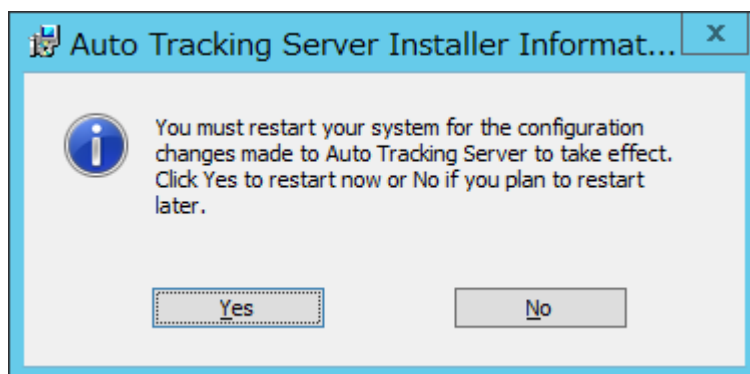 Auto Tracking Server Installer Informat...
You must restart your system for the configuration
changes made to Auto Tracking Server to take effect.
Click Yes to restart now or No if you plan to restart
later.
Yes
No